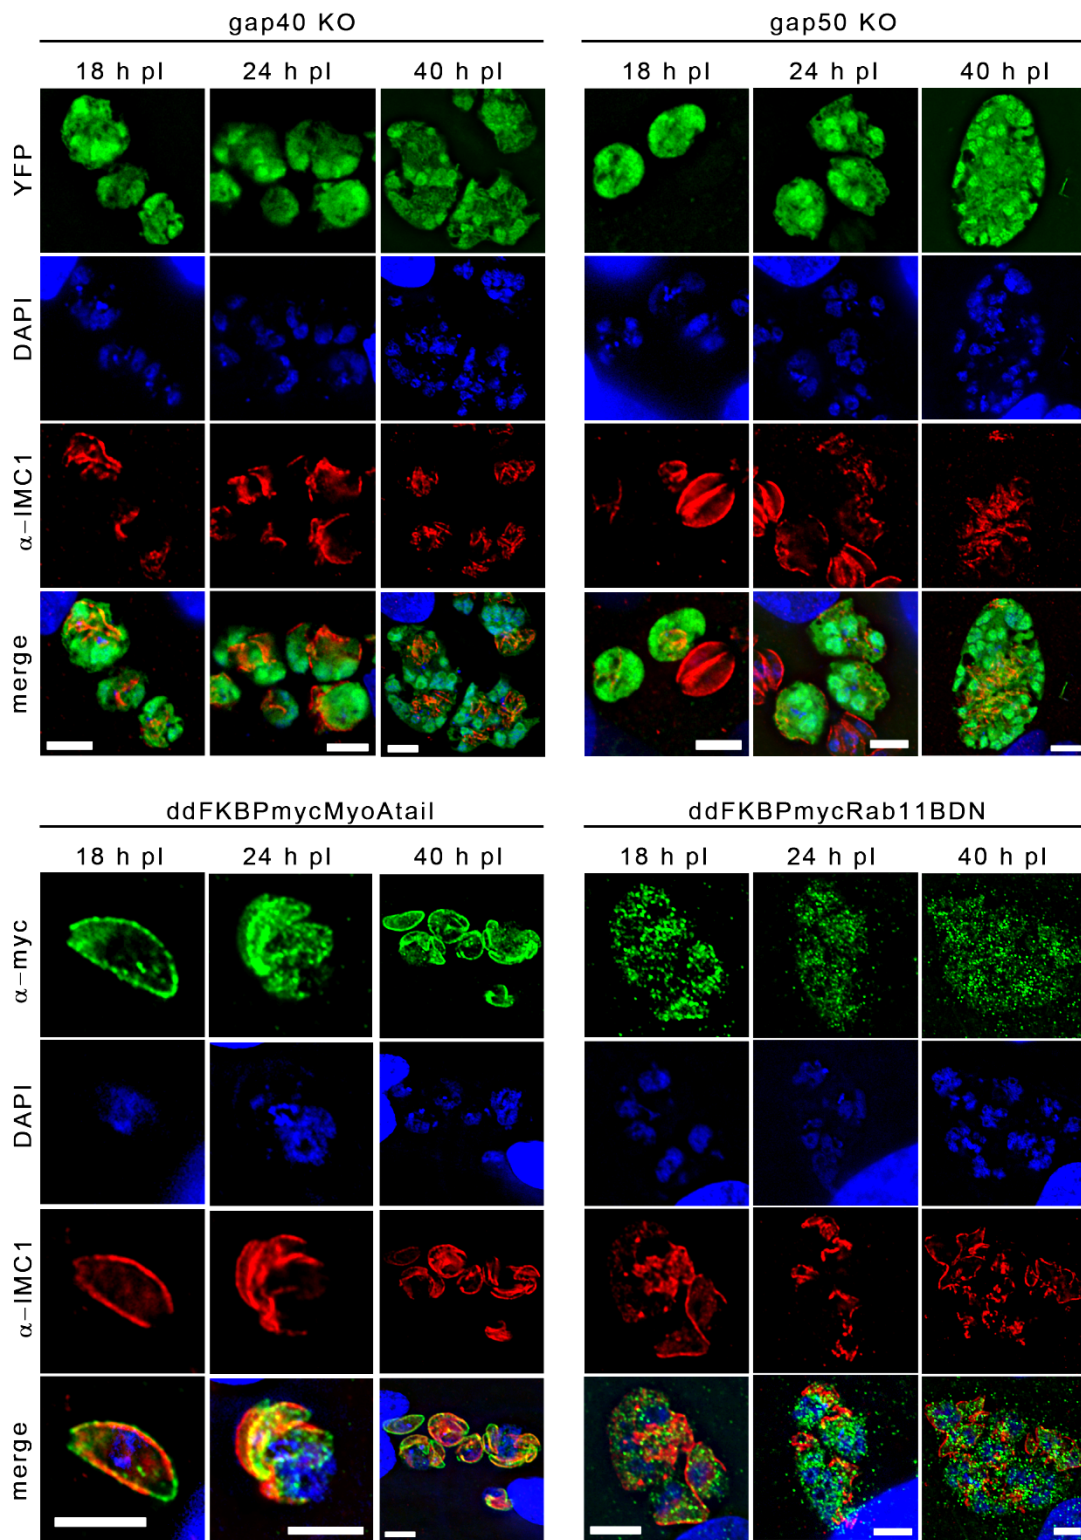 gap40 KO
gap50 KO
18 h pI
24 h pI
40 h pI
18 h pI
24 h pI
40 h pI
YFP
DAPI
α–IMC1
merge
ddFKBPmycMyoAtail
ddFKBPmycRab11BDN
18 h pI
24 h pI
40 h pI
18 h pI
24 h pI
40 h pI
α–myc
DAPI
α–IMC1
merge